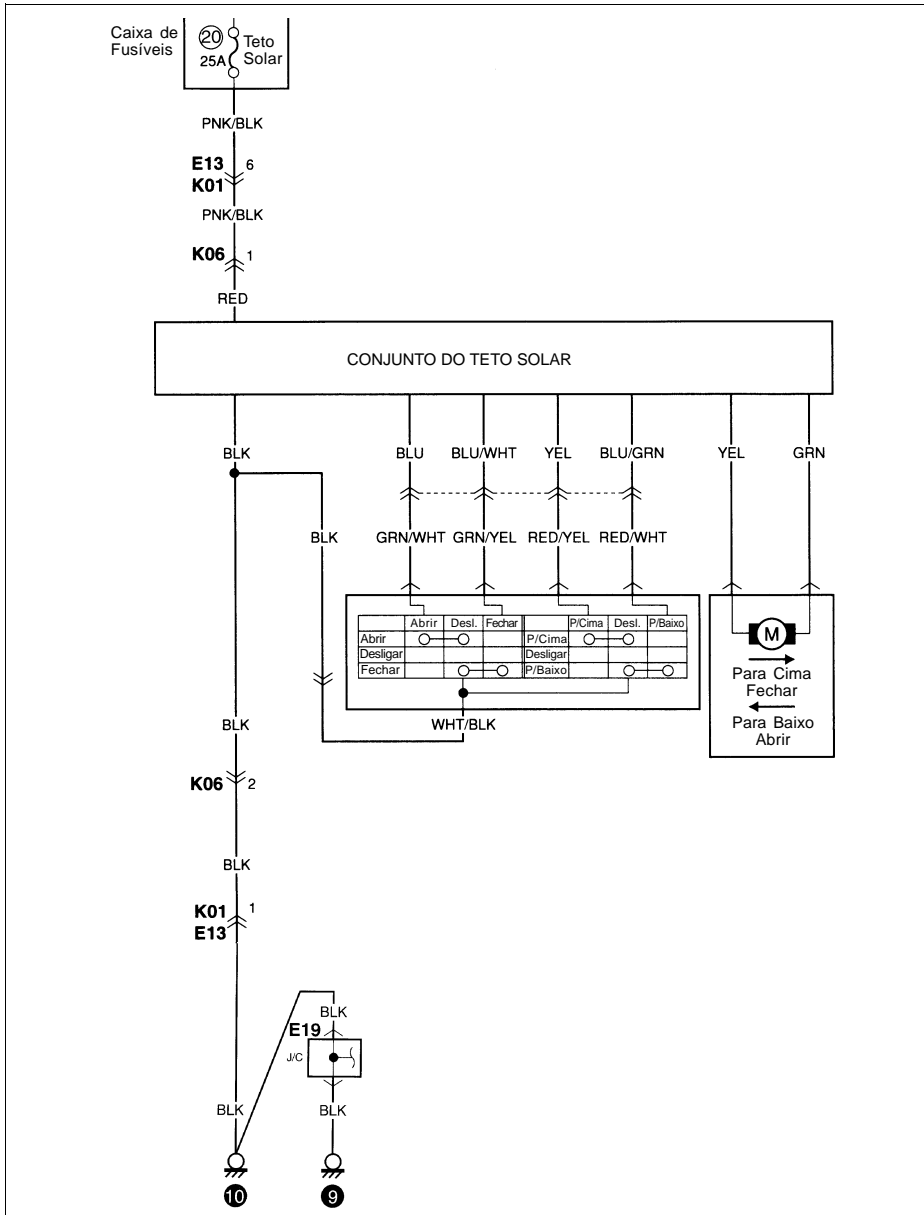 Caixa de
Fusíveis
20
25A
Teto
Solar
PNK/BLK
E13 6
K01
PNK/BLK
K06 1
RED
CONJUNTO DO TETO SOLAR
BLK BLU BLU/WHT YEL BLU/GRN YEL GRN
BLK GRN/WHT GRN/YEL RED/YEL RED/WHT
Abrir Desl. Fechar P/Cima Desl. P/Baixo
Abrir P/Cima
Desligar Desligar
Fechar P/Baixo
M
Para Cima
Fechar
Para Baixo
Abrir
BLK WHT/BLK
K06 2
BLK
K01 1
E13
BLK
E19
J/C
BLK BLK
10 9